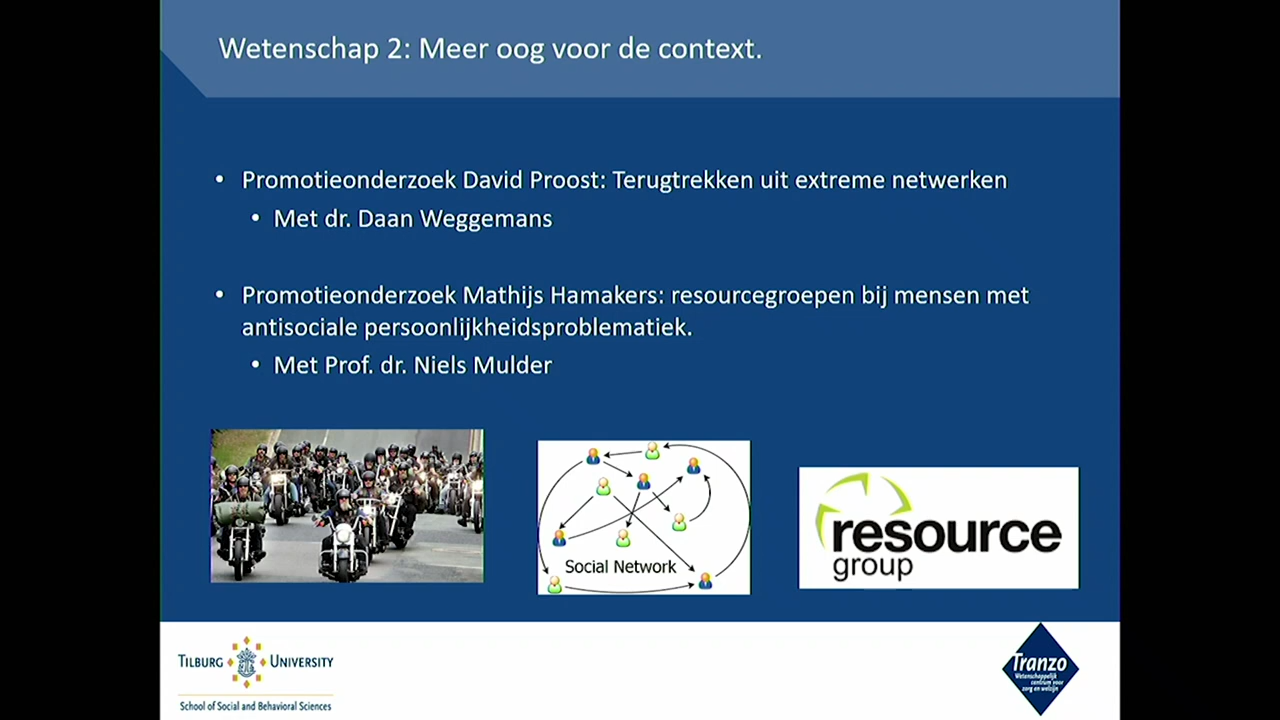 Wetenschap 2: Meer oog voor de context.
• Promotieonderzoek David Proost: Terugtrekken uit extreme netwerken
• Met dr. Daan Weggemans
• Promotieonderzoek Mathijs Hamakers: resourcegroepen bij mensen met
antisociale persoonlijkheidsproblematiek.
• Met Prof. dr. Niels Mulder
Social Network
resource
group
TILBURG UNIVERSITY
School of Social and Behavioral Sciences
Tranzo
Wetenschappelijk
centrum voor
zorg en welzijn